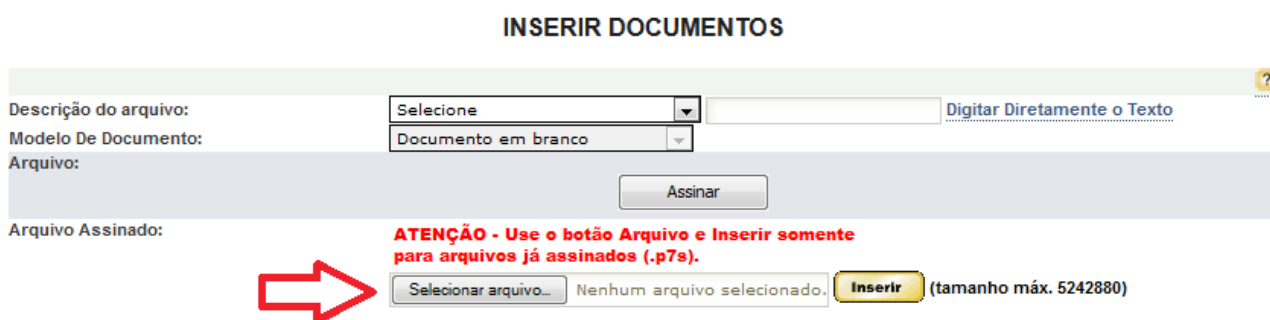 INSERIR DOCUMENTOS
?
Descrição do arquivo: Selecione Digitar Diretamente o Texto
Modelo De Documento: Documento em branco
Arquivo:
Assinar
Arquivo Assinado:
ATENÇÃO - Use o botão Arquivo e Inserir somente
para arquivos já assinados (.p7s).
Selecionar arquivo... Nenhum arquivo selecionado. Inserir (tamanho máx. 5242880)